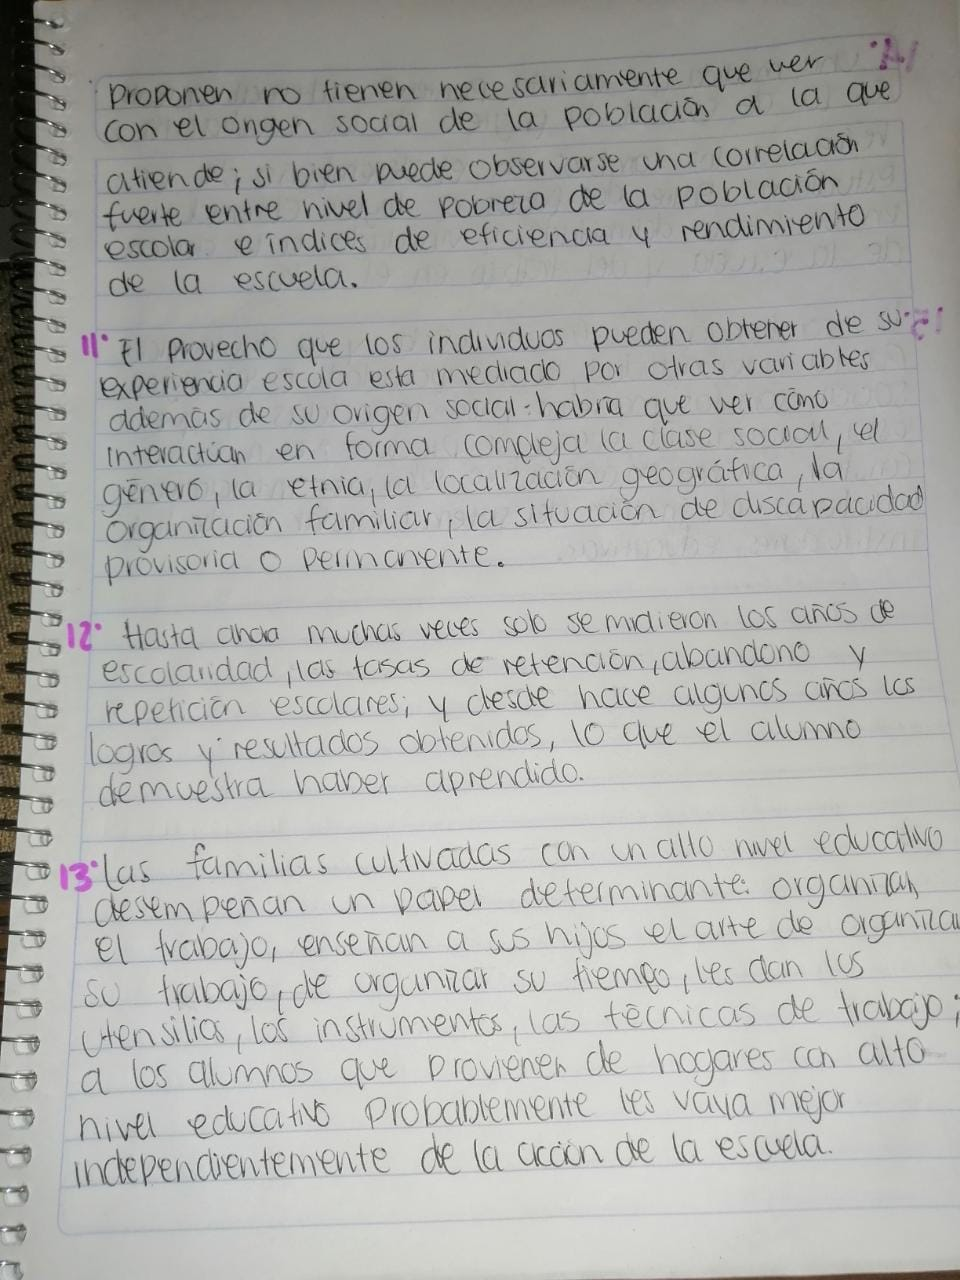 proponen no tienen necesariamente que ver
con el origen social de la población a la que
atiende; si bien puede observarse una correlación
fuerte entre nivel de pobreza de la población
escolar e índices de eficiencia y rendimiento
de la escuela.
11• El provecho que los individuos pueden obtener de su
experiencia escola esta mediado por otras variables
addemás de su origen social: habría que ver cómo
interactúan en forma compleja la clase social, el
género, la etnia, la localización geográfica, la
organización familiar, la situación de discapacidad
provisoria o permanente.
12• Hasta ahora muchas veces solo se midieron los años de
escolaridad, las tasas de retención, abandono y
repetición escolares; y desde hace algunos años los
logros y resultados obtenidos, lo que el alumno
demuestra haber aprendido.
13• Las familias cultivadas con un alto nivel educativo
desempeñan un papel determinante: organizan
el trabajo, enseñan a sus hijos el arte de organiza
su trabajo, de organizar su tiempo, les dan los
utensilios, los instrumentos, las técnicas de trabajo;
a los alumnos que provienen de hogares con alto
nivel educativo probablemente les vaya mejor
independientemente de la acción de la escuela.